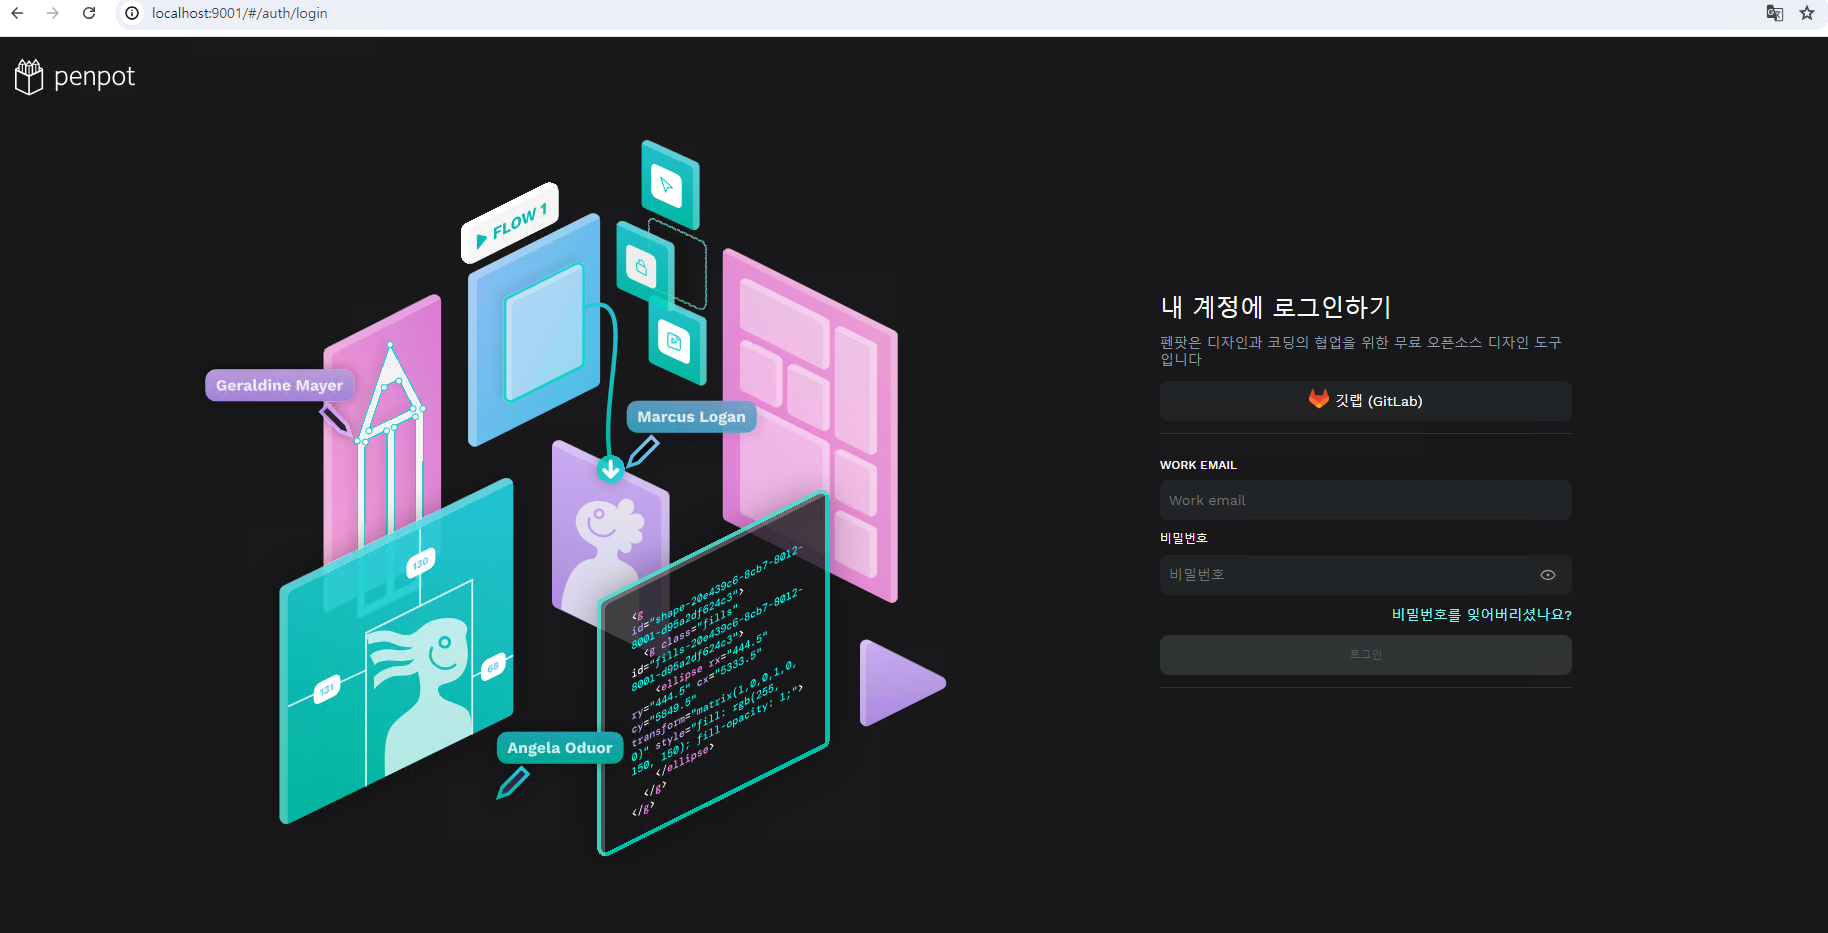 localhost:9001/#/auth/login
penpot
FLOW 1
Geraldine Mayer
Marcus Logan
130
131
68
Angela Oduor
<g
id="shape-20e439c6-8cb7-8012-
8001-d95a2df624c3">
<g class="fills"
id="fills-20e439c6-8cb7-8012-
8001-d95a2df624c3">
<ellipse rx="444.5"
ry="444.5" cx="5333.5"
cy="5849.5"
transform="matrix(1,0,0,1,0,
0)" style="fill: rgb(255,
150, 150); fill-opacity: 1;">
</ellipse>
</g>
</g>
내 계정에 로그인하기
펜팟은 디자인과 코딩의 협업을 위한 무료 오픈소스 디자인 도구
입니다
깃랩 (GitLab)
WORK EMAIL
Work email
비밀번호
비밀번호
비밀번호를 잊어버리셨나요?
로그인